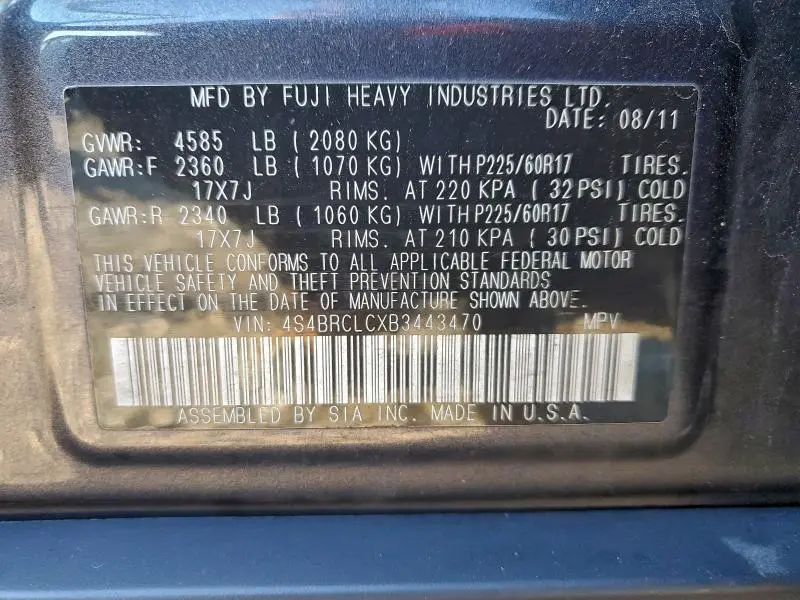 MFD BY FUJI HEAVY INDUSTRIES LTD.
DATE: 08/11
GVWR: 4585 LB ( 2080 KG)
GAWR:F 2360 LB ( 1070 KG) WITH P225/60R17 TIRES.
17X7J RIMS. AT 220 KPA ( 32 PSI) COLD
GAWR:R 2340 LB ( 1060 KG) WITH P225/60R17 TIRES.
17X7J RIMS. AT 210 KPA ( 30 PSI) COLD
THIS VEHICLE CONFORMS TO ALL APPLICABLE FEDERAL MOTOR
VEHICLE SAFETY AND THEFT PREVENTION STANDARDS
IN EFFECT ON THE DATE OF MANUFACTURE SHOWN ABOVE.
VIN: 4S4BRCLCXB3443470 MPV
ASSEMBLED BY SIA INC. MADE IN U.S.A.